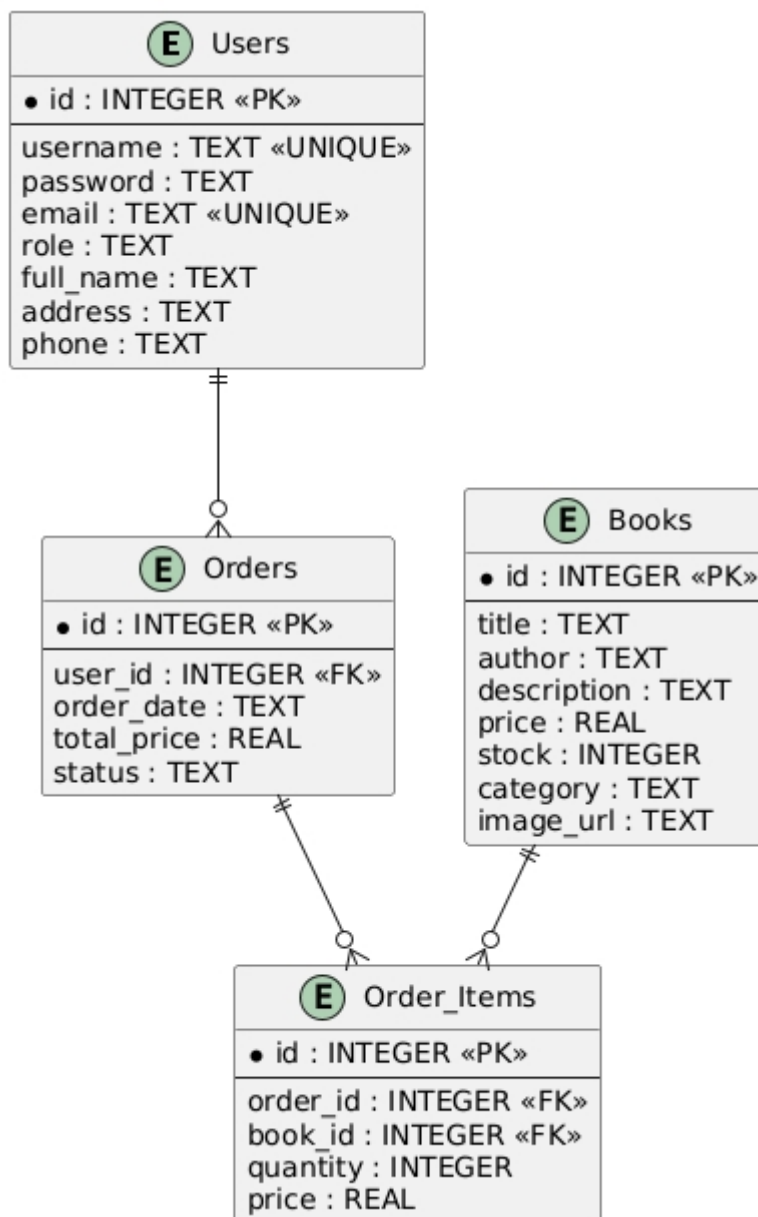 E Users
• id : INTEGER «PK»
username : TEXT «UNIQUE»
password : TEXT
email : TEXT «UNIQUE»
role : TEXT
full_name : TEXT
address : TEXT
phone : TEXT
E Orders
• id : INTEGER «PK»
user_id : INTEGER «FK»
order_date : TEXT
total_price : REAL
status : TEXT
E Books
• id : INTEGER «PK»
title : TEXT
author : TEXT
description : TEXT
price : REAL
stock : INTEGER
category : TEXT
image_url : TEXT
E Order_Items
• id : INTEGER «PK»
order_id : INTEGER «FK»
book_id : INTEGER «FK»
quantity : INTEGER
price : REAL